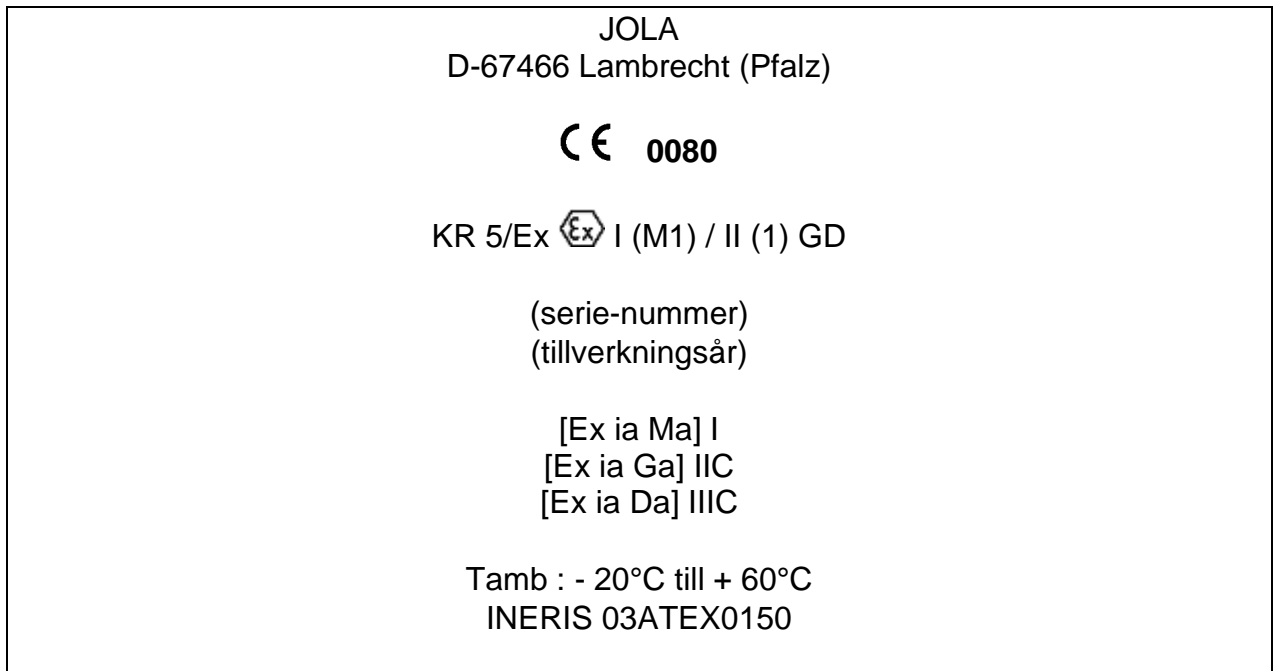 JOLA
D-67466 Lambrecht (Pfalz)
CE 0080
KR 5/Ex Ex I (M1) / II (1) GD
(serie-nummer)
(tillverkningsår)
[Ex ia Ma] I
[Ex ia Ga] IIC
[Ex ia Da] IIIC
Tamb : - 20°C till + 60°C
INERIS 03ATEX0150